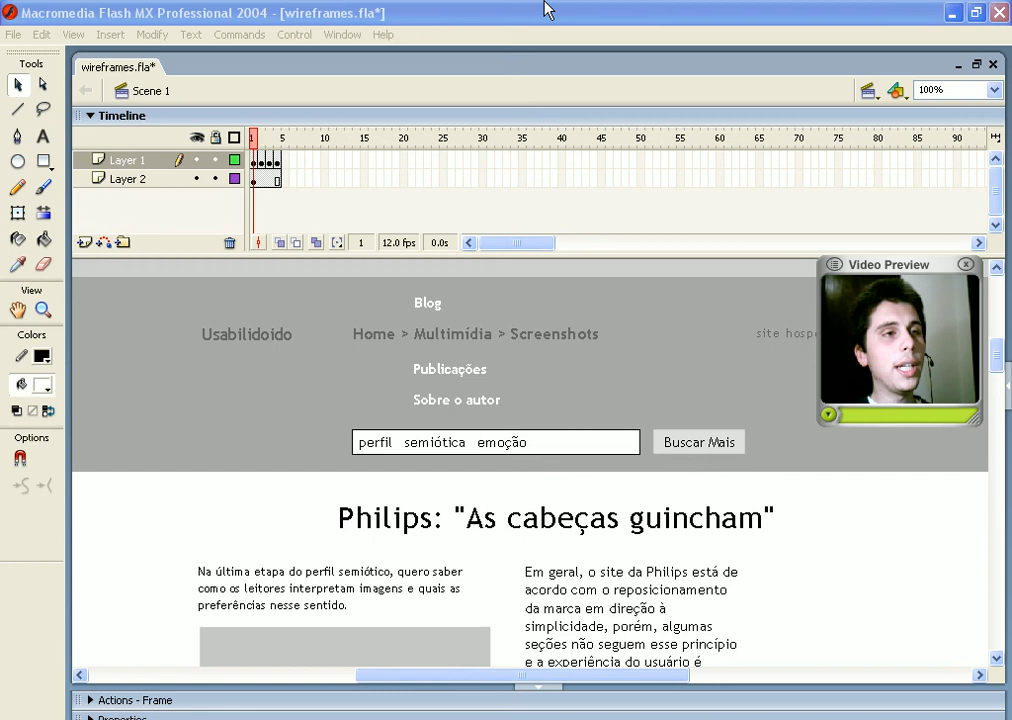 Macromedia Flash MX Professional 2004 - [wireframes.fla*]
File Edit View Insert Modify Text Commands Control Window Help
Tools
wireframes.fla*
Scene 1
100%
Timeline
1 5 10 15 20 25 30 35 40 45 50 55 60 65 70 75 80 85 90
Layer 1
Layer 2
1 12.0 fps 0.0s
View
Colors
Options
Video Preview
Blog
Usabilidoido
Home > Multimídia > Screenshots
site hosp
Publicações
Sobre o autor
perfil semiótica emoção
Buscar Mais
Philips: "As cabeças guincham"
Na última etapa do perfil semiótico, quero saber
como os leitores interpretam imagens e quais as
preferências nesse sentido.
Em geral, o site da Philips está de
acordo com o reposicionamento
da marca em direção à
simplicidade, porém, algumas
seções não seguem esse princípio
e a experiência do usuário é
Actions - Frame
Properties